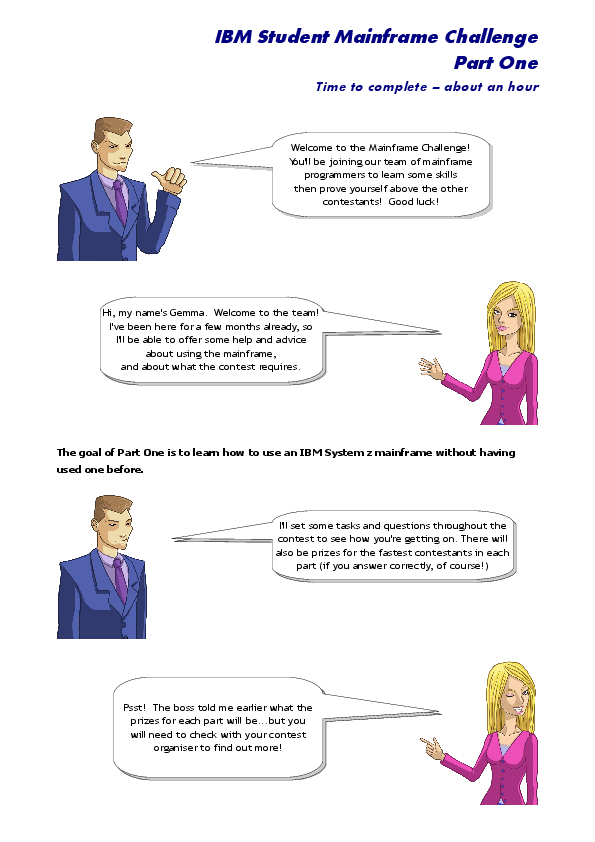 IBM Student Mainframe Challenge
Part One
Time to complete – about an hour
Welcome to the Mainframe Challenge!
You'll be joining our team of mainframe
programmers to learn some skills
then prove yourself above the other
contestants!  Good luck!
Hi, my name's Gemma.  Welcome to the team!
I've been here for a few months already, so
I'll be able to offer some help and advice
about using the mainframe,
and about what the contest requires.
The goal of Part One is to learn how to use an IBM System z mainframe without having
used one before.
I'll set some tasks and questions throughout the
contest to see how you're getting on. There will
also be prizes for the fastest contestants in each
part (if you answer correctly, of course!)
Psst!  The boss told me earlier what the
prizes for each part will be...but you
will need to check with your contest
organiser to find out more!